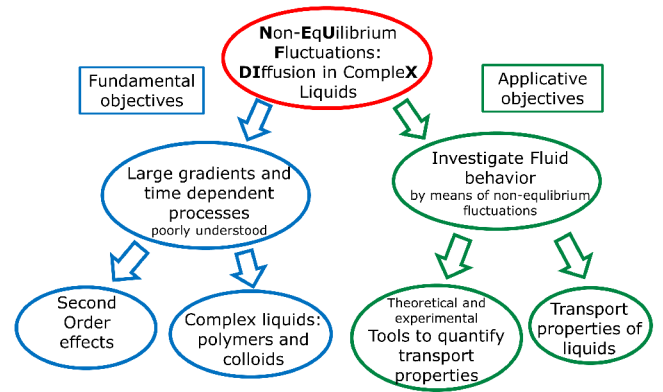 Non-EqUilibrium
Fluctuations:
DIffusion in CompleX
Liquids
Fundamental
objectives
Applicative
objectives
Large gradients and
time dependent
processes
poorly understood
Investigate Fluid
behavior
by means of non-equlibrium
fluctuations
Second
Order
effects
Complex liquids:
polymers and
colloids
Theoretical and
experimental
Tools to quantify
transport
properties
Transport
properties of
liquids